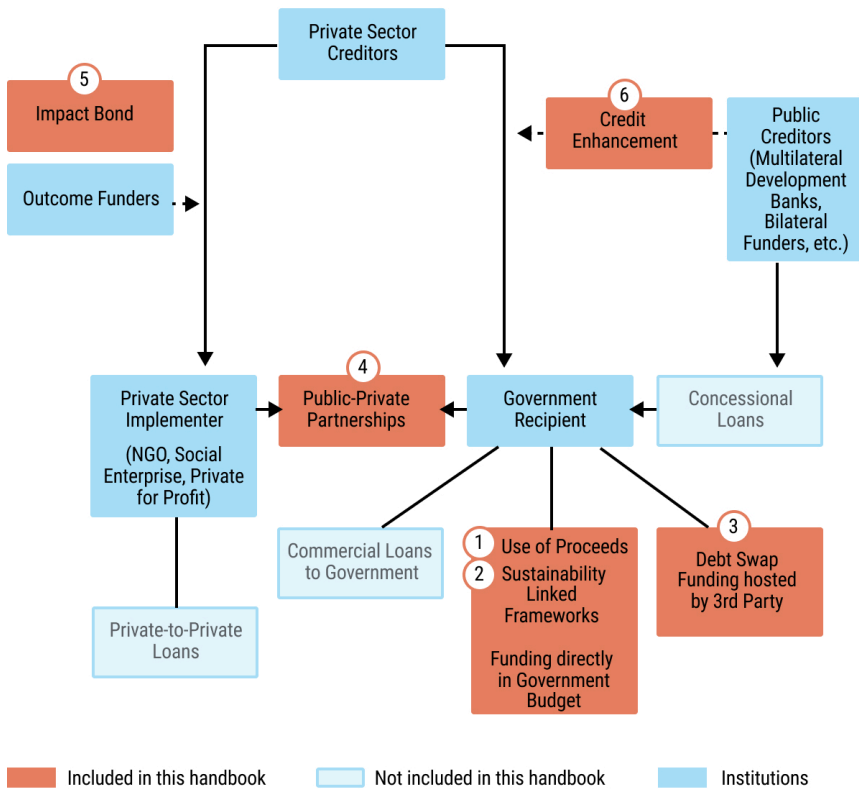 Private Sector
Creditors
5
Impact Bond
6
Credit
Enhancement
Public
Creditors
(Multilateral
Development
Banks,
Bilateral
Funders, etc.)
Outcome Funders
Private Sector
Implementer
(NGO, Social
Enterprise, Private
for Profit)
4
Public-Private
Partnerships
Government
Recipient
Concessional
Loans
Commercial Loans
to Government
1 Use of Proceeds
2 Sustainability
Linked
Frameworks
Funding directly
in Government
Budget
3
Debt Swap
Funding hosted
by 3rd Party
Private-to-Private
Loans
Included in this handbook
Not included in this handbook
Institutions